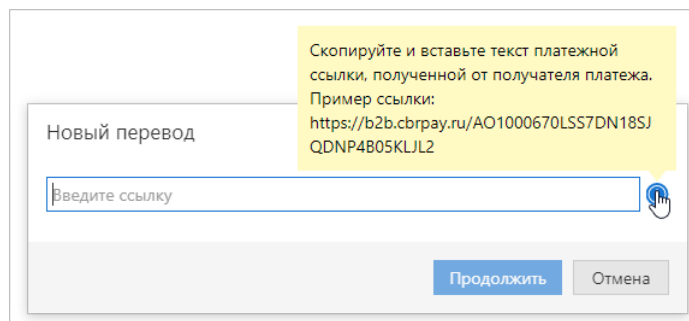 Скопируйте и вставьте текст платежной
ссылки, полученной от получателя платежа.
Пример ссылки:
https://b2b.cbrpay.ru/AO1000670LSS7DN18SJ
QDNP4B05KLJL2
Новый перевод
Введите ссылку
Продолжить
Отмена